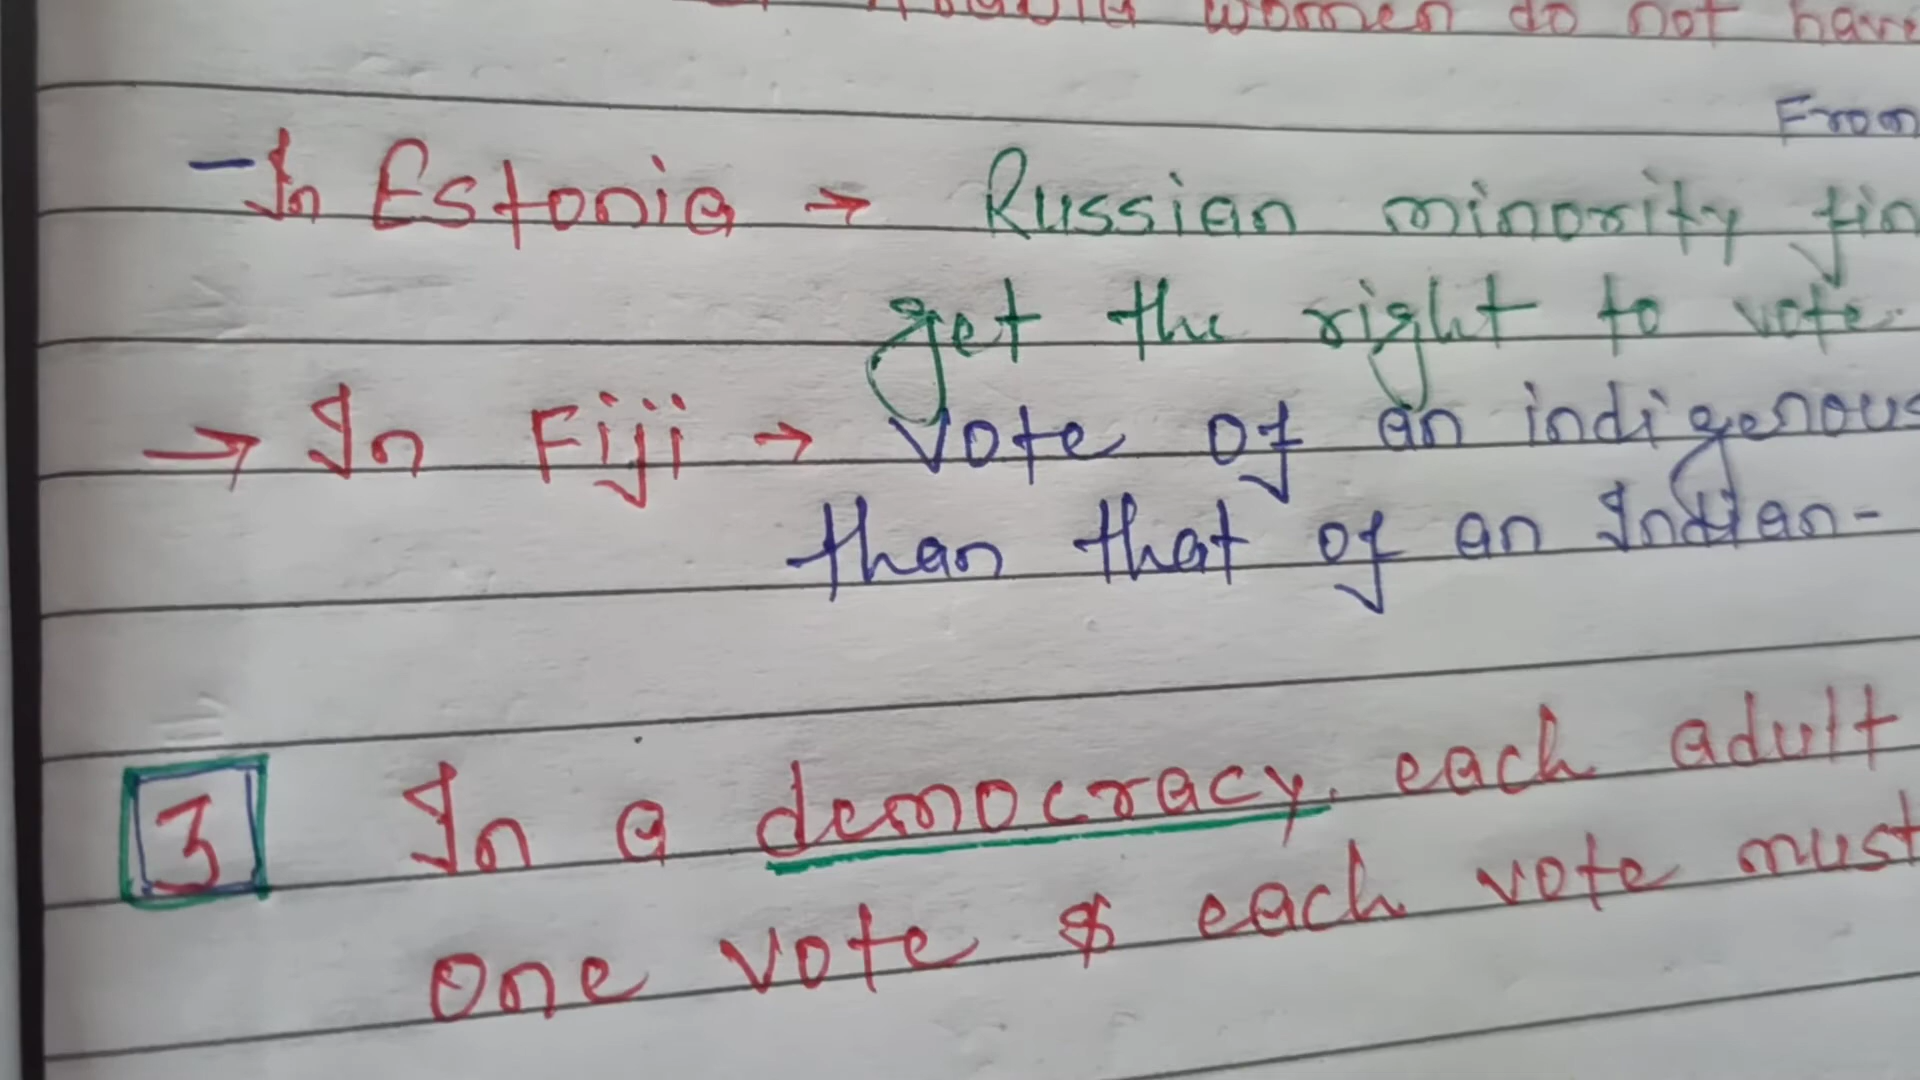 women do not have
From
- In Estonia → Russian minority fin
get the right to vote.
→ In Fiji → vote of an indigenous
than that of an Indian-
3 In a democracy, each adult
One vote & each vote must